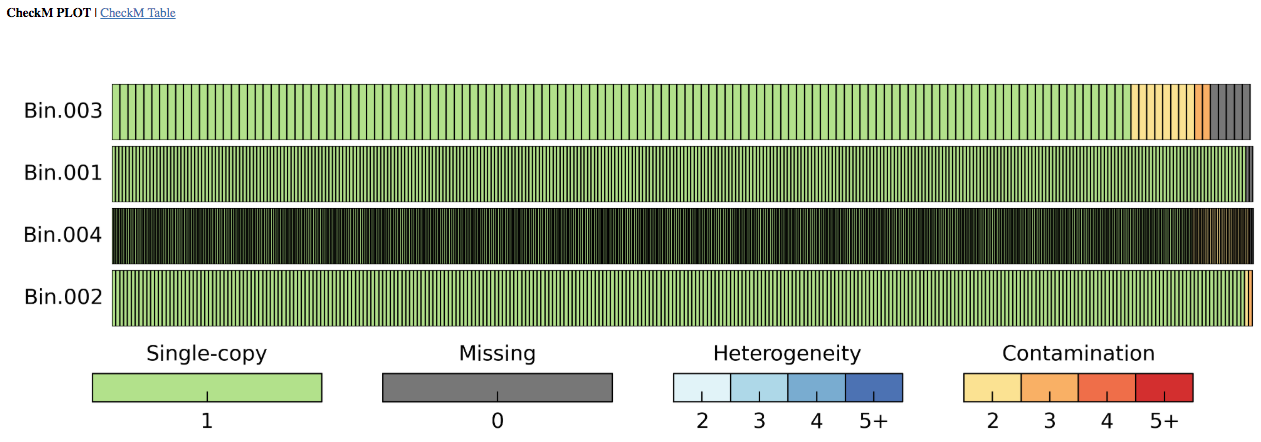 CheckM PLOT | CheckM Table
Bin.003
Bin.001
Bin.004
Bin.002
Single-copy Missing Heterogeneity Contamination
1 0 2 3 4 5+ 2 3 4 5+